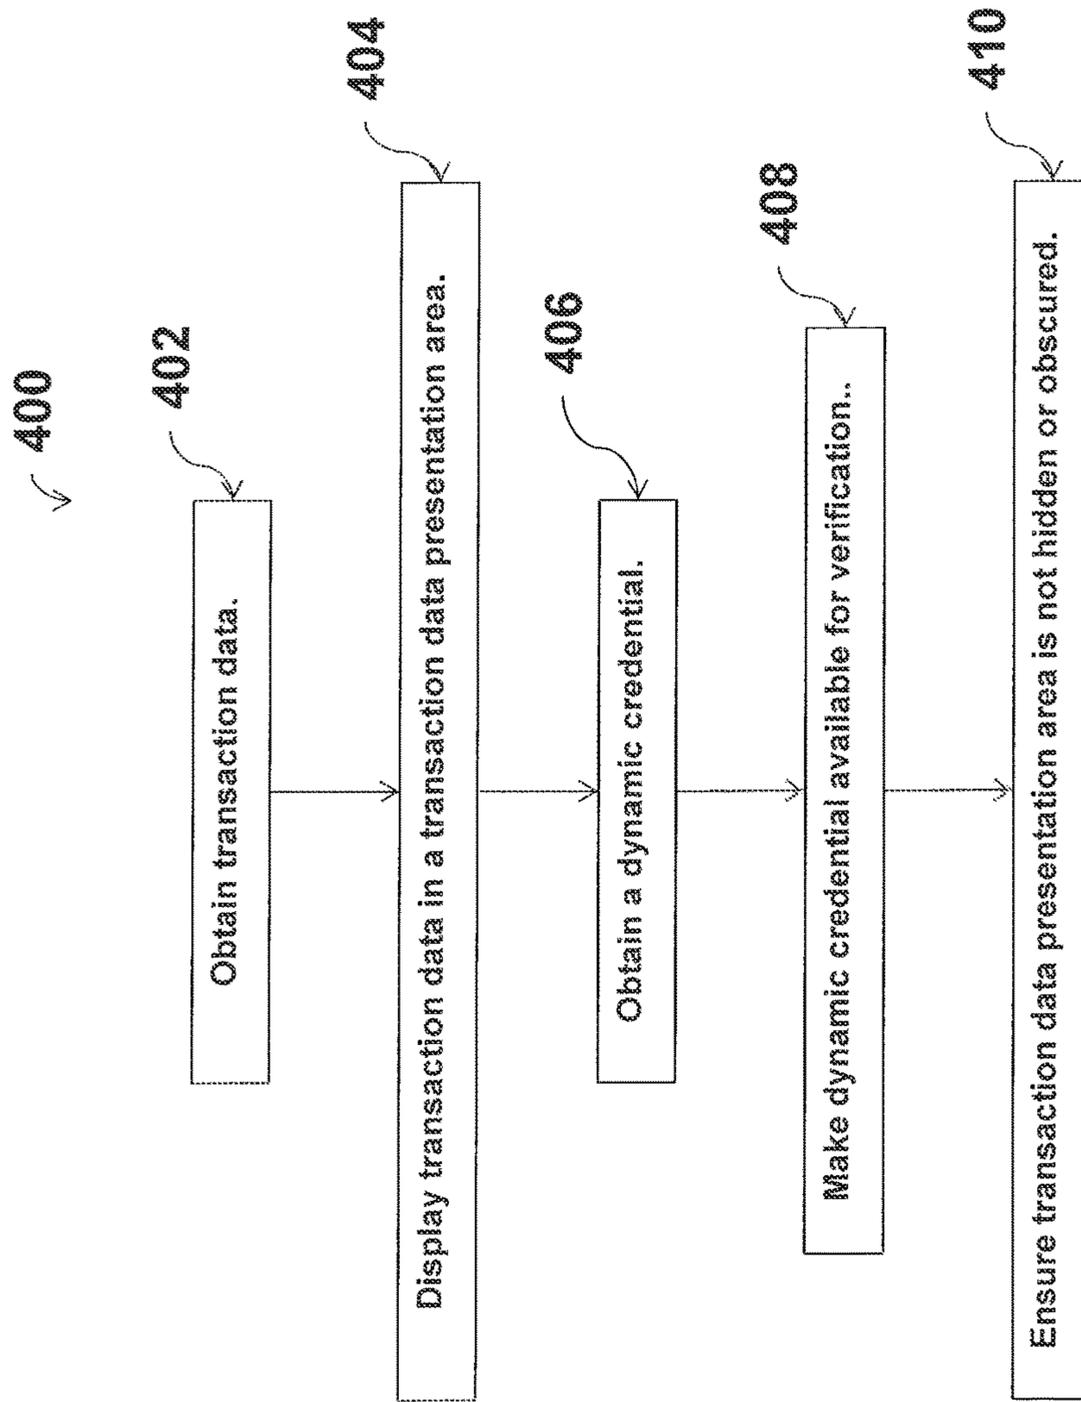 400
402
Obtain transaction data.
404
Display transaction data in a transaction data presentation area.
406
Obtain a dynamic credential.
408
Make dynamic credential available for verification..
410
Ensure transaction data presentation area is not hidden or obscured.